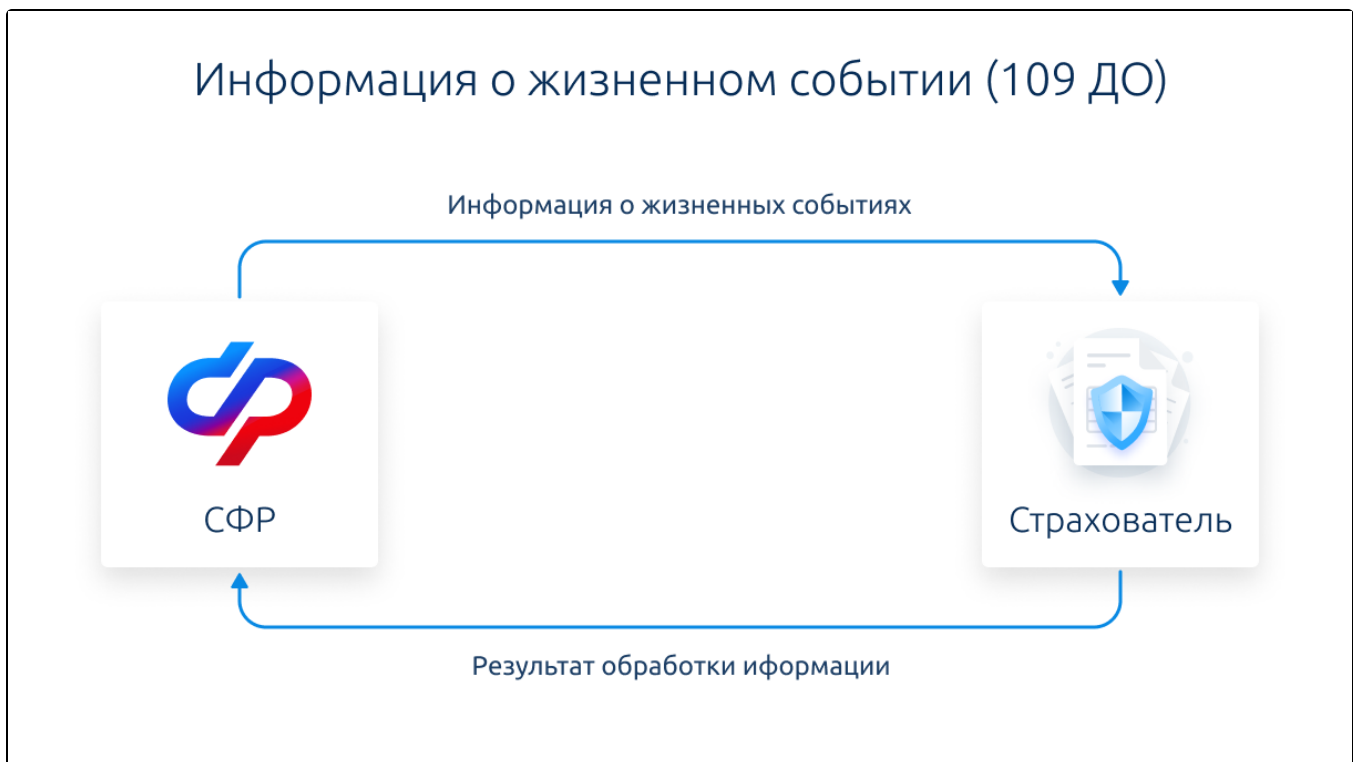 Информация о жизненном событии (109 ДО)
Информация о жизненных событиях
СФР
Страхователь
Результат обработки иформации